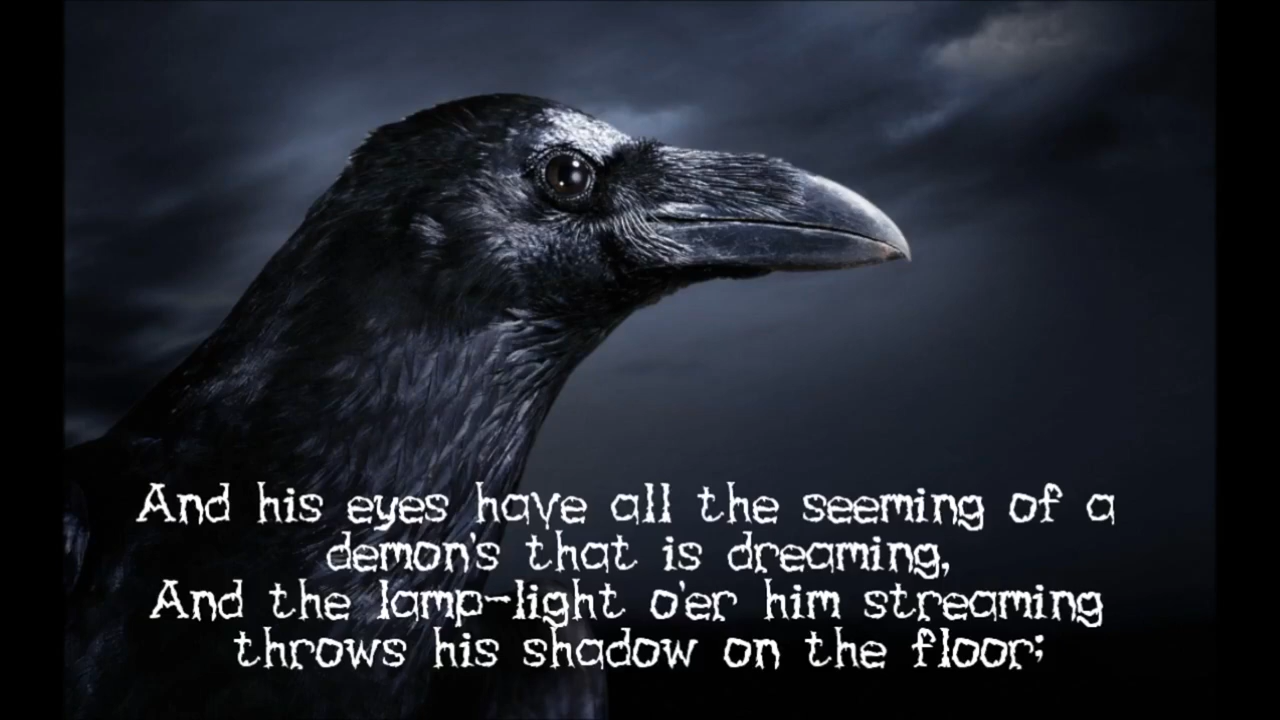 And his eyes have all the seeming of a
demon's that is dreaming,
And the lamp-light o'er him streaming
throws his shadow on the floor;